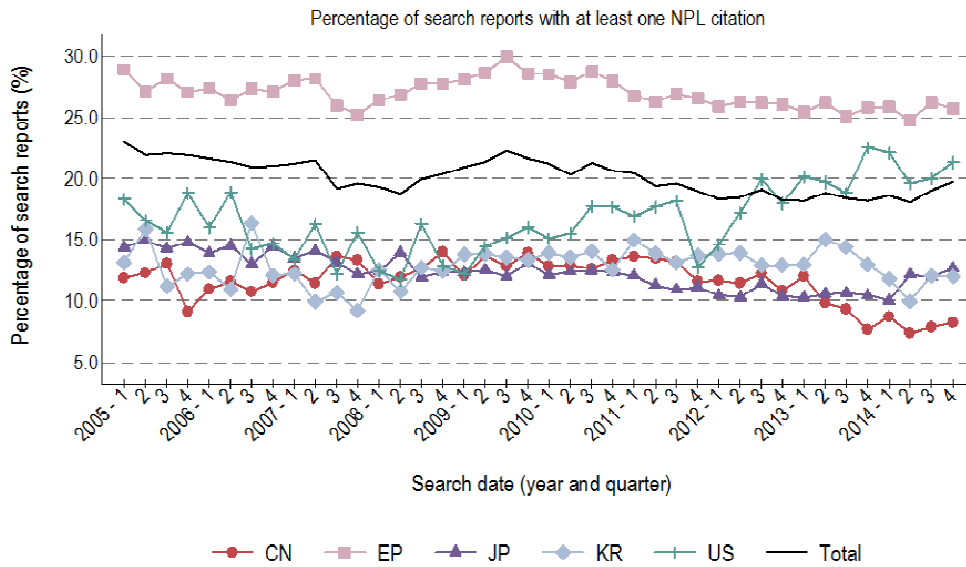 Percentage of search reports with at least one NPL citation
Percentage of search reports (%)
30.0
25.0
20.0
15.0
10.0
5.0
2005 - 1 2 3 4 2006 - 1 2 3 4 2007 - 1 2 3 4 2008 - 1 2 3 4 2009 - 1 2 3 4 2010 - 1 2 3 4 2011 - 1 2 3 4 2012 - 1 2 3 4 2013 - 1 2 3 4 2014 - 1 2 3 4
Search date (year and quarter)
CN EP JP KR US Total